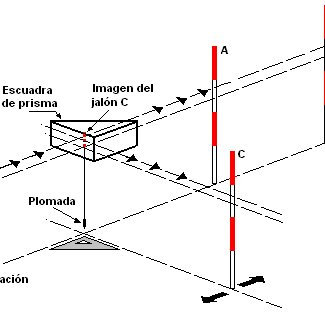 A
Escuadra
de prisma
Imagen del
jalón C
C
Plomada
ación